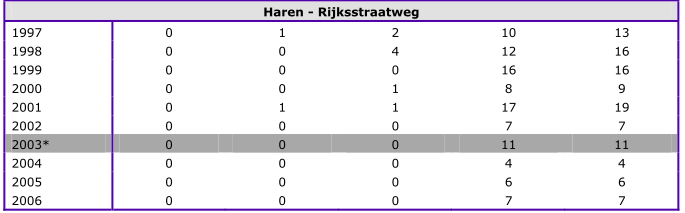 Haren - Rijksstraatweg
1997 0 1 2 10 13
1998 0 0 4 12 16
1999 0 0 0 16 16
2000 0 0 1 8 9
2001 0 1 1 17 19
2002 0 0 0 7 7
2003* 0 0 0 11 11
2004 0 0 0 4 4
2005 0 0 0 6 6
2006 0 0 0 7 7